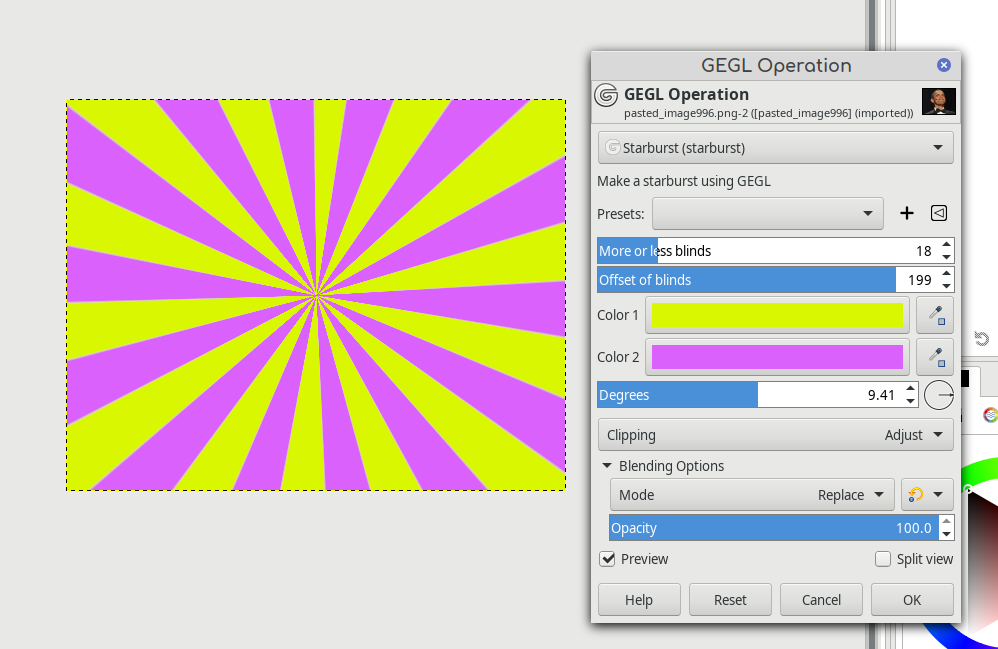 GEGL Operation
GEGL Operation
pasted_image996.png-2 ([pasted_image996] (imported))
Starburst (starburst)
Make a starburst using GEGL
Presets:
More or less blinds 18
Offset of blinds 199
Color 1
Color 2
Degrees 9.41
Clipping Adjust
Blending Options
Mode Replace
Opacity 100.0
Preview Split view
Help Reset Cancel OK